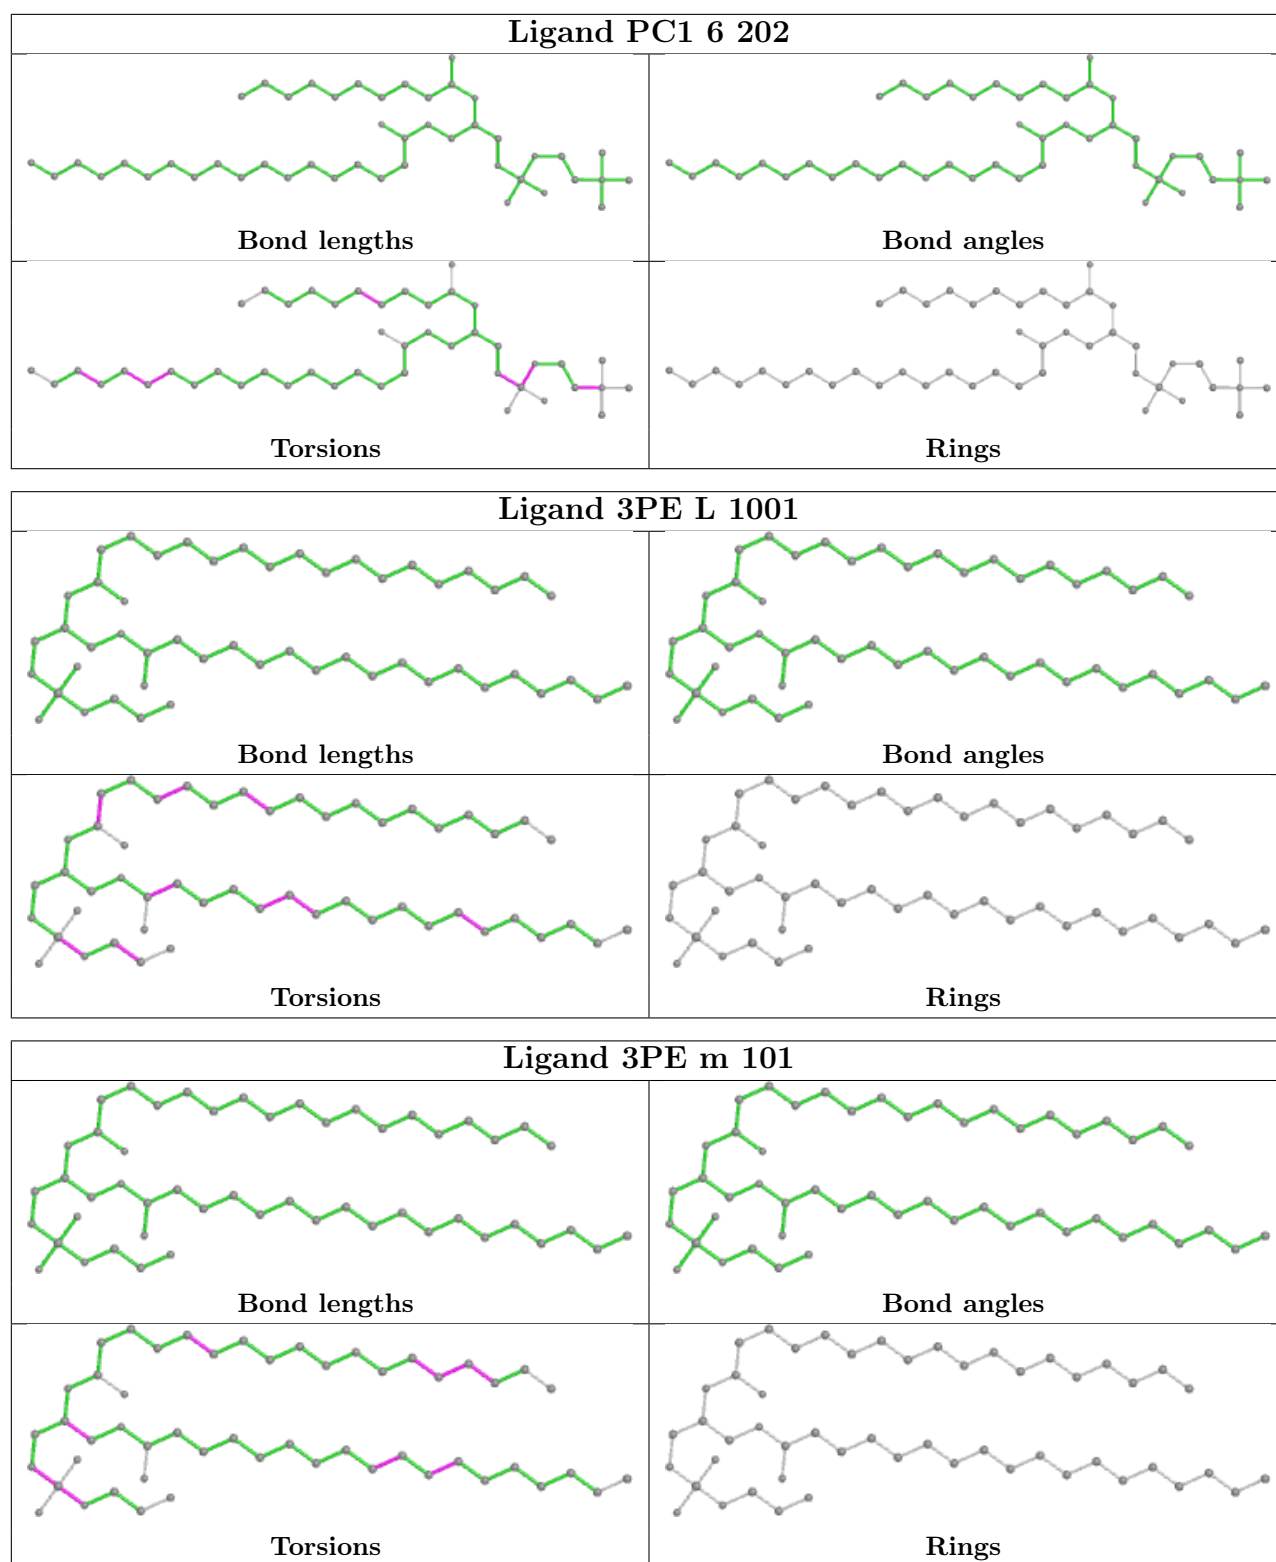 Ligand PC1 6 202
Bond lengths
Bond angles
Torsions
Rings
Ligand 3PE L 1001
Bond lengths
Bond angles
Torsions
Rings
Ligand 3PE m 101
Bond lengths
Bond angles
Torsions
Rings